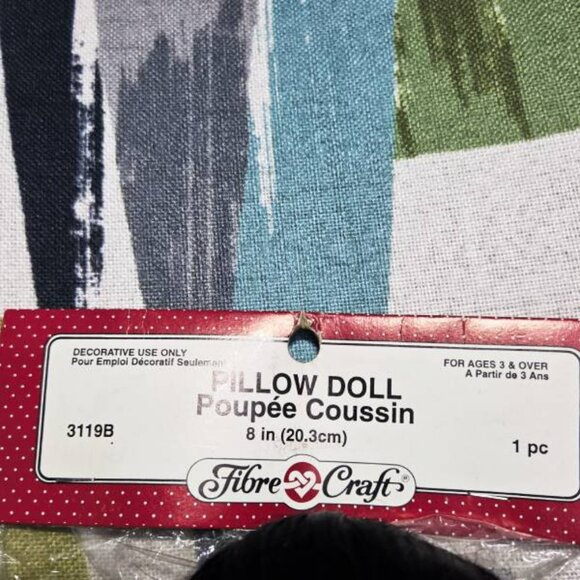 DECORATIVE USE ONLY
Pour Emploi Décoratif Seulement
FOR AGES 3 & OVER
A Partir de 3 Ans
PILLOW DOLL
Poupée Coussin
3119B
8 in (20.3cm)
1 pc
Fibre Craft®